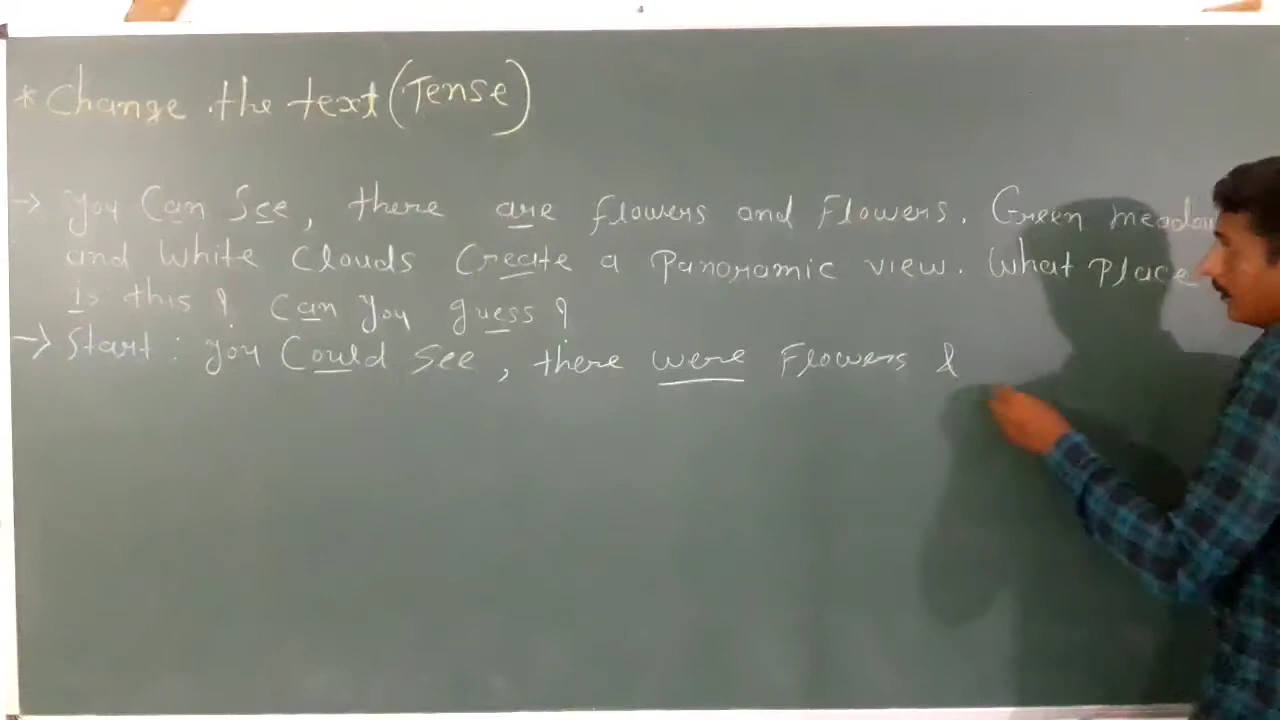 * Change the text (Tense)
→ You Can See, there are flowers and Flowers. Green
and White Clouds Create a Panoramic view. What Place
is this ? Can You guess ?
→ Start: you Could See, there were Flowers &